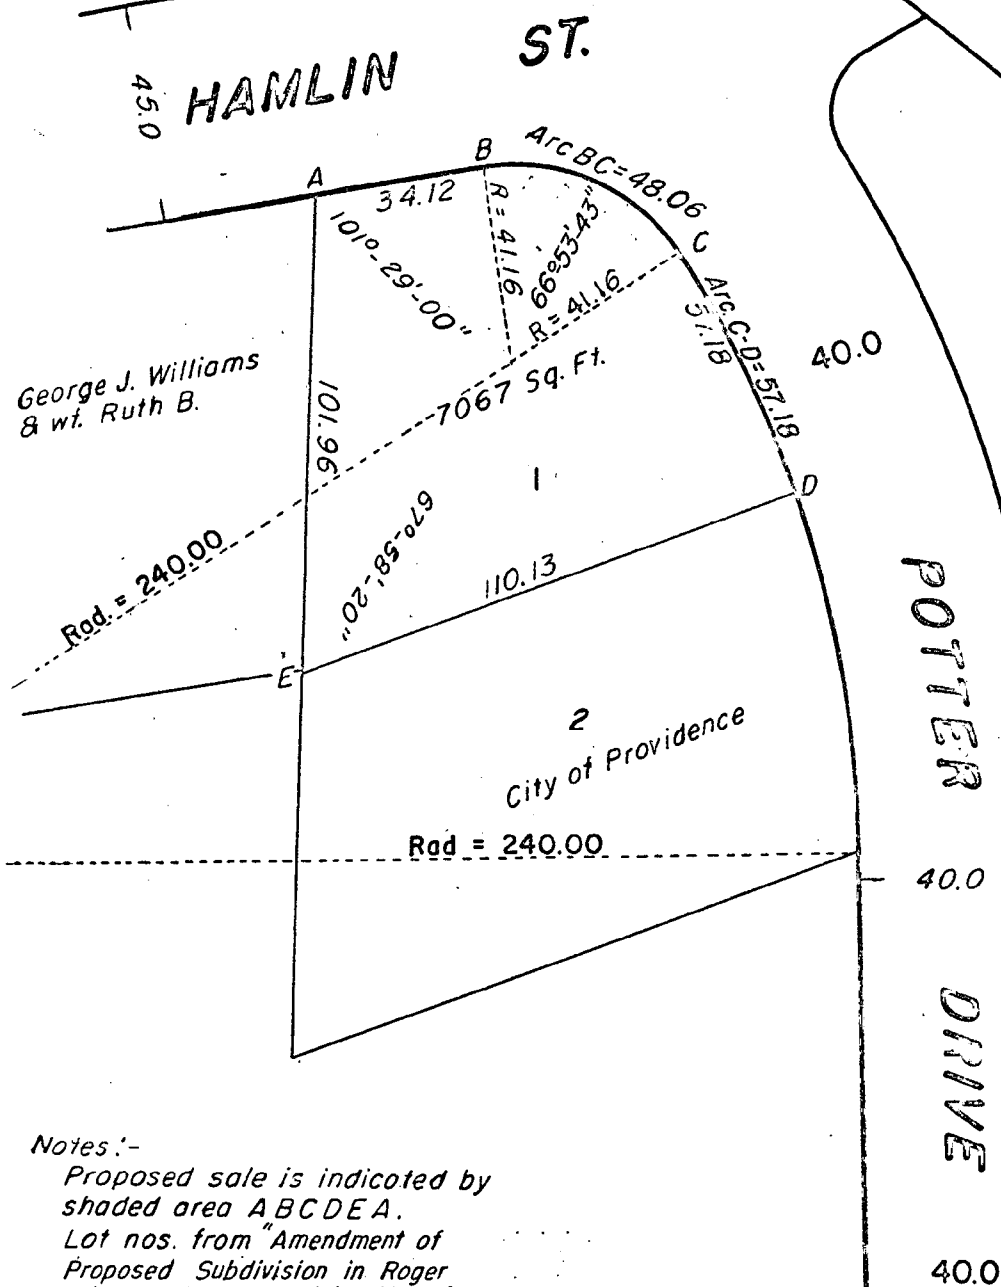 HAMLIN ST.
45.0
A
B
34.12
Arc BC=48.06
101°-29'-00"
R=41.16
66°53'43"
R=41.16
C
Arc C-D=57.18
57.18
40.0
George J. Williams
& wf. Ruth B.
101.96
7067 Sq. Ft.
1
D
Rad. = 240.00
67°-58'-20"
110.13
E
POTTER DRIVE
2
City of Providence
Rad = 240.00
40.0
Notes:-
Proposed sale is indicated by
shaded area ABCDEA.
Lot nos. from "Amendment of
Proposed Subdivision in Roger
40.0